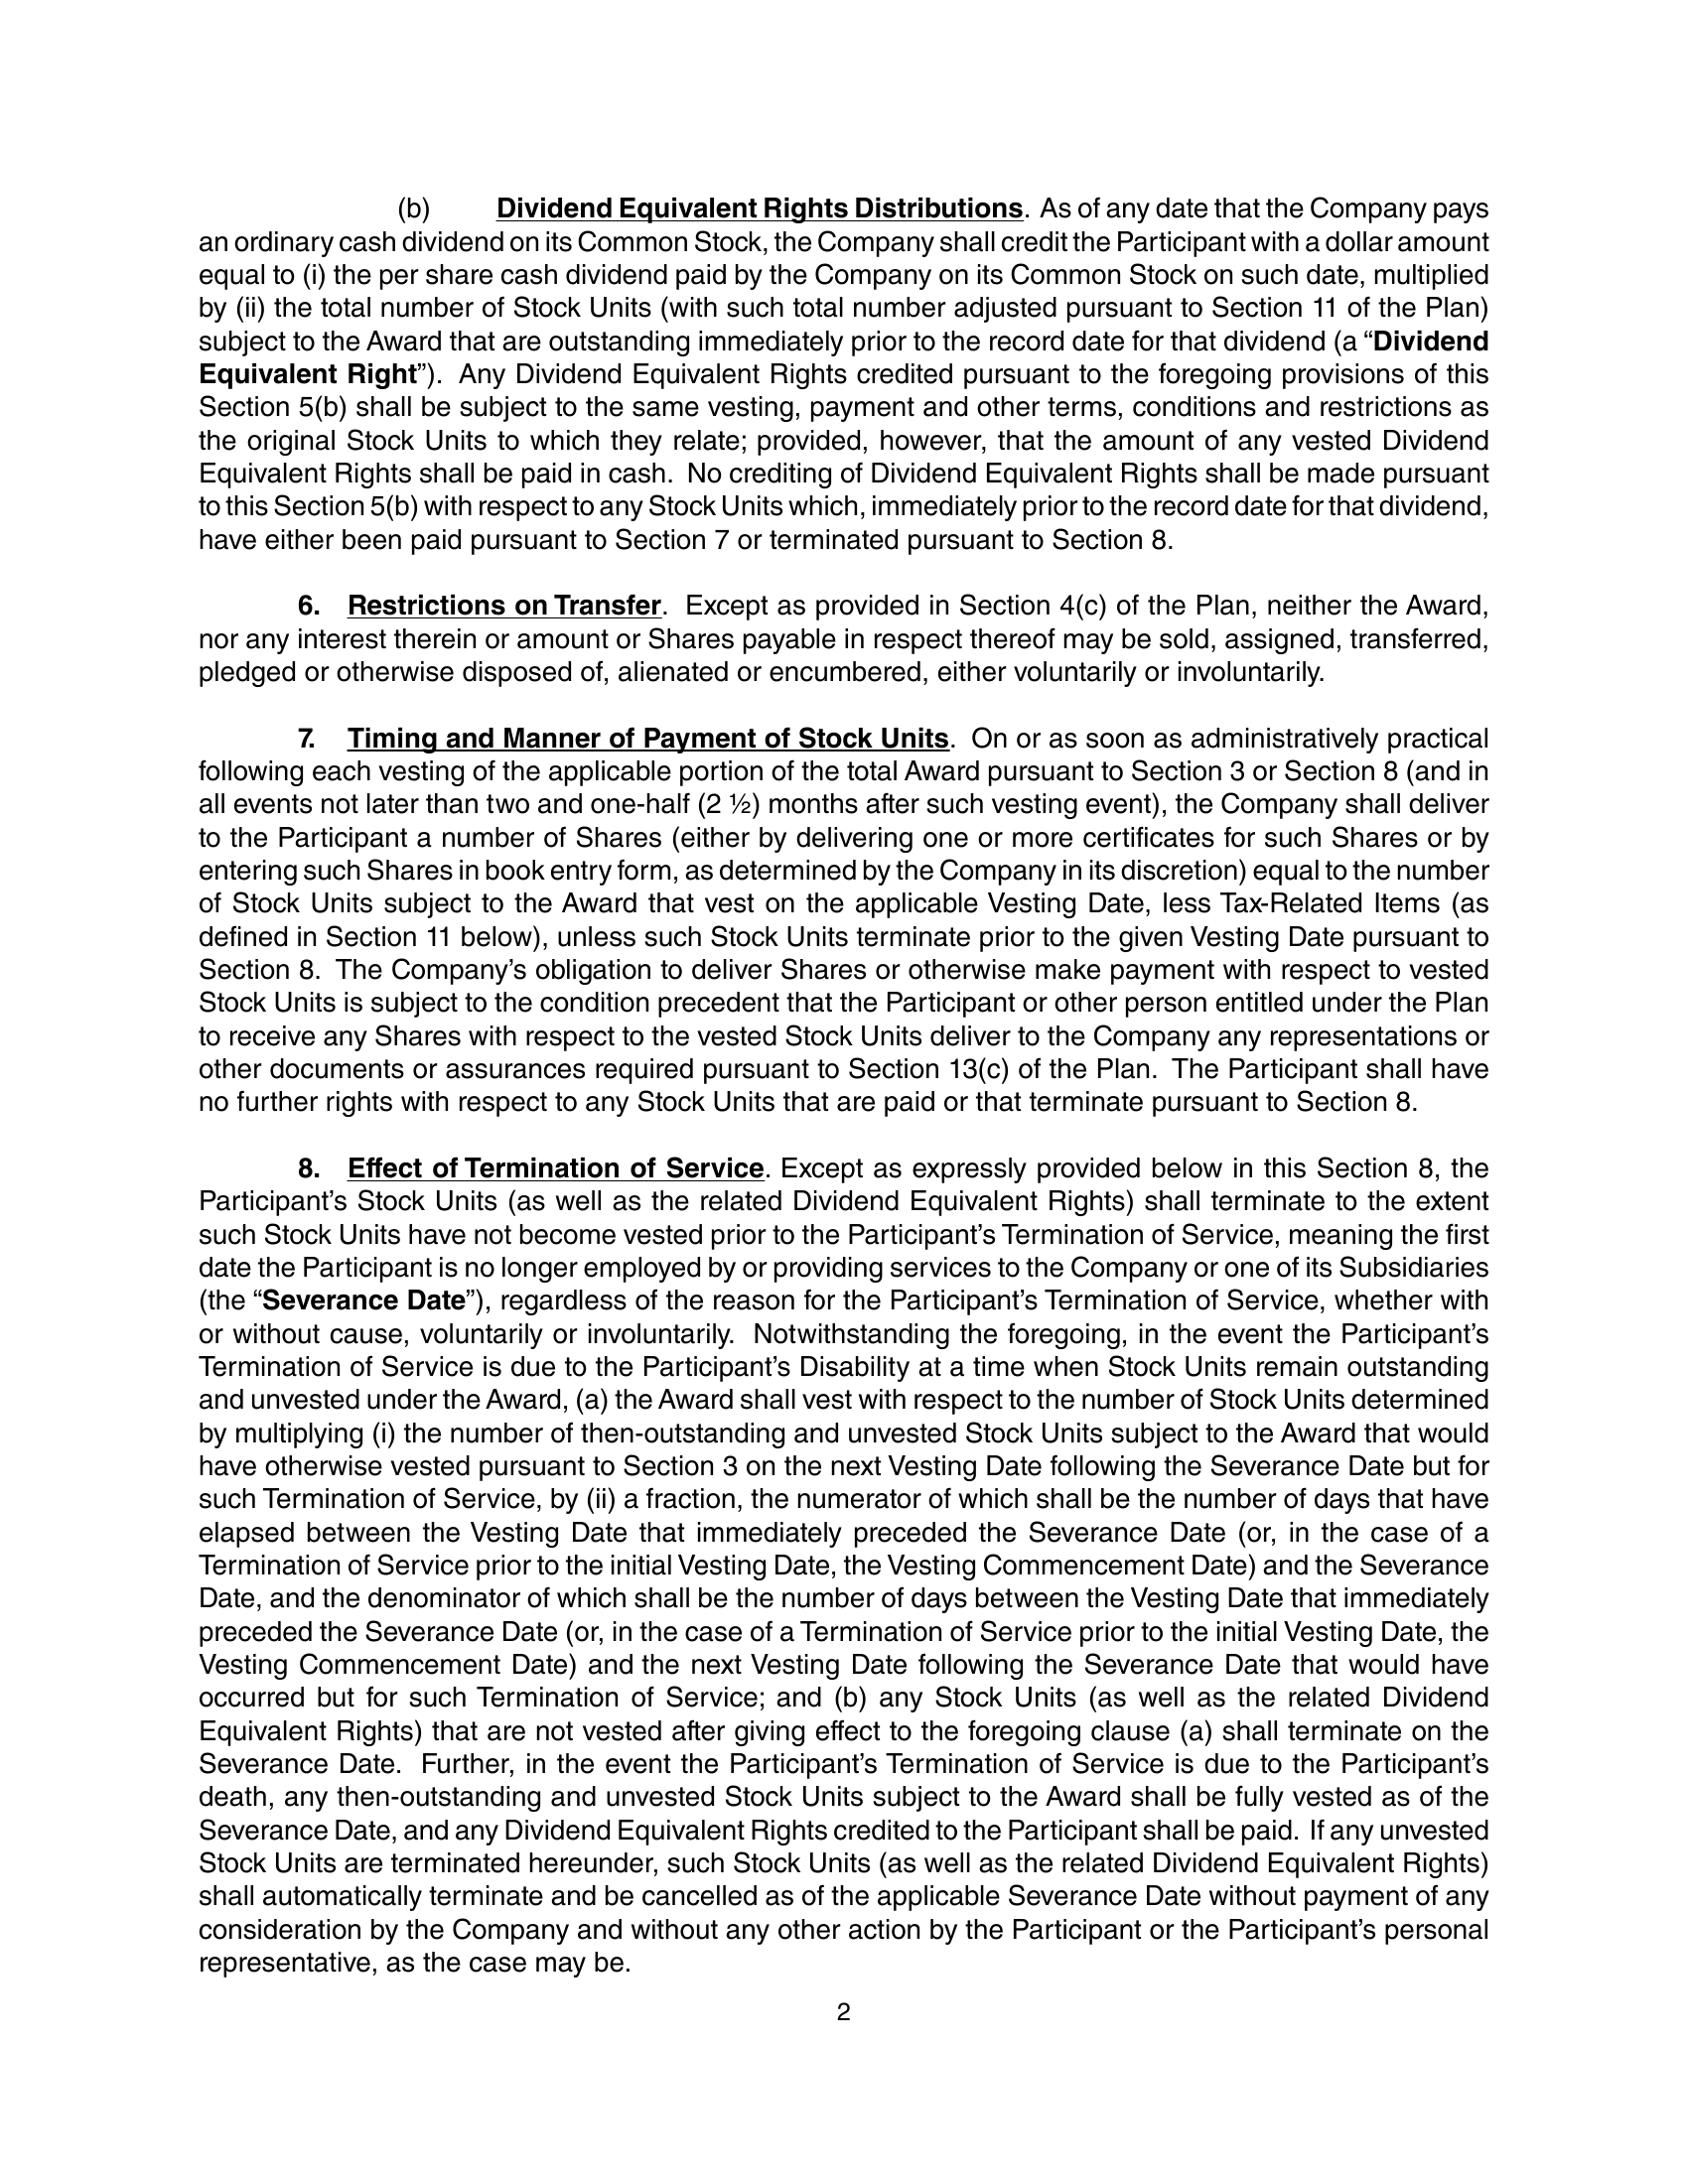 (b) Dividend Equivalent Rights Distributions. As of any date that the Company pays
an ordinary cash dividend on its Common Stock, the Company shall credit the Participant with a dollar amount
equal to (i) the per share cash dividend paid by the Company on its Common Stock on such date, multiplied
by (ii) the total number of Stock Units (with such total number adjusted pursuant to Section 11 of the Plan)
subject to the Award that are outstanding immediately prior to the record date for that dividend (a “Dividend
Equivalent Right”). Any Dividend Equivalent Rights credited pursuant to the foregoing provisions of this
Section 5(b) shall be subject to the same vesting, payment and other terms, conditions and restrictions as
the original Stock Units to which they relate; provided, however, that the amount of any vested Dividend
Equivalent Rights shall be paid in cash. No crediting of Dividend Equivalent Rights shall be made pursuant
to this Section 5(b) with respect to any Stock Units which, immediately prior to the record date for that dividend,
have either been paid pursuant to Section 7 or terminated pursuant to Section 8.
6. Restrictions on Transfer. Except as provided in Section 4(c) of the Plan, neither the Award,
nor any interest therein or amount or Shares payable in respect thereof may be sold, assigned, transferred,
pledged or otherwise disposed of, alienated or encumbered, either voluntarily or involuntarily.
7. Timing and Manner of Payment of Stock Units. On or as soon as administratively practical
following each vesting of the applicable portion of the total Award pursuant to Section 3 or Section 8 (and in
all events not later than two and one-half (2 ½) months after such vesting event), the Company shall deliver
to the Participant a number of Shares (either by delivering one or more certificates for such Shares or by
entering such Shares in book entry form, as determined by the Company in its discretion) equal to the number
of Stock Units subject to the Award that vest on the applicable Vesting Date, less Tax-Related Items (as
defined in Section 11 below), unless such Stock Units terminate prior to the given Vesting Date pursuant to
Section 8. The Company’s obligation to deliver Shares or otherwise make payment with respect to vested
Stock Units is subject to the condition precedent that the Participant or other person entitled under the Plan
to receive any Shares with respect to the vested Stock Units deliver to the Company any representations or
other documents or assurances required pursuant to Section 13(c) of the Plan. The Participant shall have
no further rights with respect to any Stock Units that are paid or that terminate pursuant to Section 8.
8. Effect of Termination of Service. Except as expressly provided below in this Section 8, the
Participant’s Stock Units (as well as the related Dividend Equivalent Rights) shall terminate to the extent
such Stock Units have not become vested prior to the Participant’s Termination of Service, meaning the first
date the Participant is no longer employed by or providing services to the Company or one of its Subsidiaries
(the “Severance Date”), regardless of the reason for the Participant’s Termination of Service, whether with
or without cause, voluntarily or involuntarily. Notwithstanding the foregoing, in the event the Participant’s
Termination of Service is due to the Participant’s Disability at a time when Stock Units remain outstanding
and unvested under the Award, (a) the Award shall vest with respect to the number of Stock Units determined
by multiplying (i) the number of then-outstanding and unvested Stock Units subject to the Award that would
have otherwise vested pursuant to Section 3 on the next Vesting Date following the Severance Date but for
such Termination of Service, by (ii) a fraction, the numerator of which shall be the number of days that have
elapsed between the Vesting Date that immediately preceded the Severance Date (or, in the case of a
Termination of Service prior to the initial Vesting Date, the Vesting Commencement Date) and the Severance
Date, and the denominator of which shall be the number of days between the Vesting Date that immediately
preceded the Severance Date (or, in the case of a Termination of Service prior to the initial Vesting Date, the
Vesting Commencement Date) and the next Vesting Date following the Severance Date that would have
occurred but for such Termination of Service; and (b) any Stock Units (as well as the related Dividend
Equivalent Rights) that are not vested after giving effect to the foregoing clause (a) shall terminate on the
Severance Date. Further, in the event the Participant’s Termination of Service is due to the Participant’s
death, any then-outstanding and unvested Stock Units subject to the Award shall be fully vested as of the
Severance Date, and any Dividend Equivalent Rights credited to the Participant shall be paid. If any unvested
Stock Units are terminated hereunder, such Stock Units (as well as the related Dividend Equivalent Rights)
shall automatically terminate and be cancelled as of the applicable Severance Date without payment of any
consideration by the Company and without any other action by the Participant or the Participant’s personal
representative, as the case may be.
2